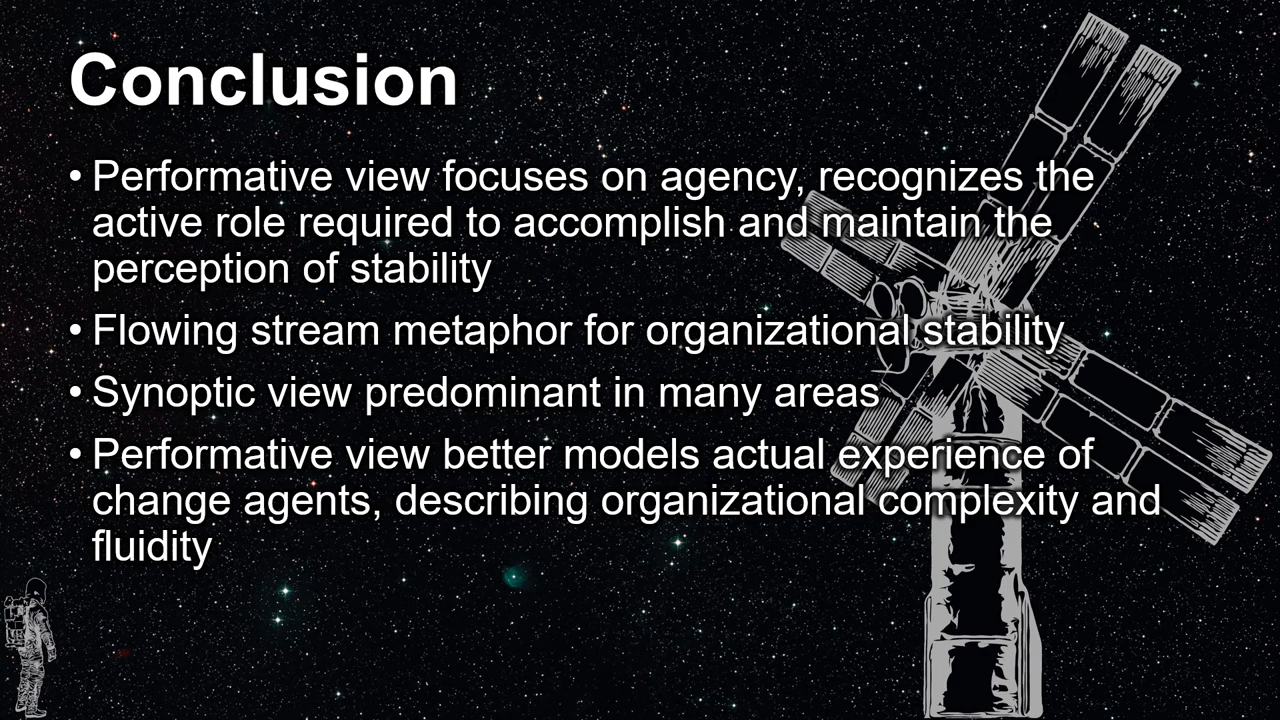 Conclusion
• Performative view focuses on agency, recognizes the
active role required to accomplish and maintain the
perception of stability
• Flowing stream metaphor for organizational stability
• Synoptic view predominant in many areas
• Performative view better models actual experience of
change agents, describing organizational complexity and
fluidity